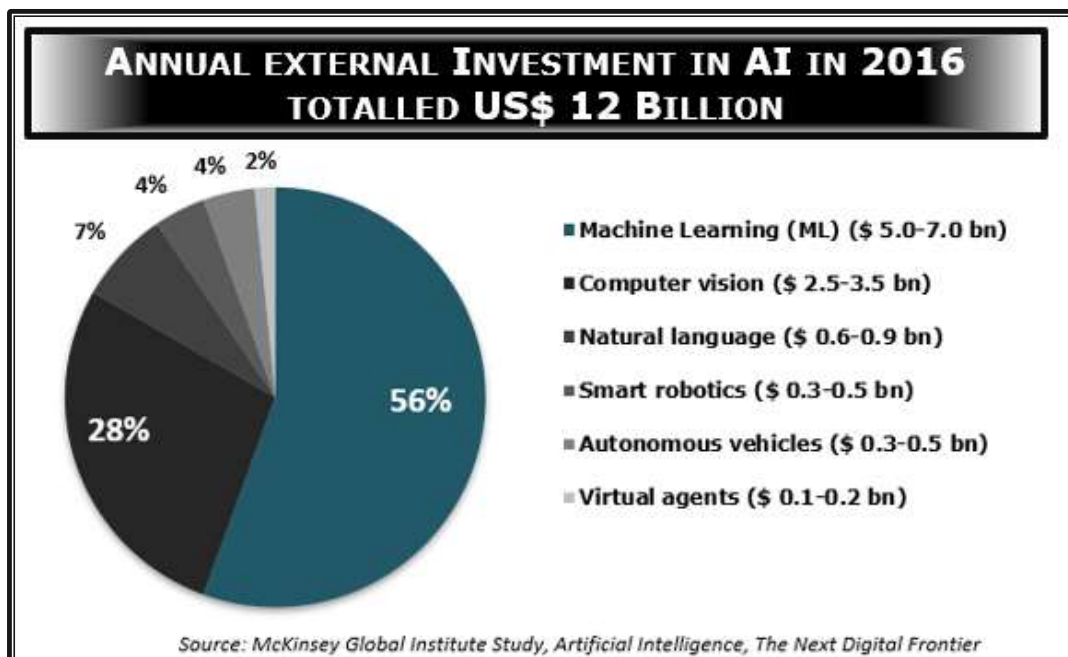 ANNUAL EXTERNAL INVESTMENT IN AI IN 2016
TOTALLED US$ 12 BILLION
2%
4%
4%
7%
28%
56%
Machine Learning (ML) ($ 5.0-7.0 bn)
Computer vision ($ 2.5-3.5 bn)
Natural language ($ 0.6-0.9 bn)
Smart robotics ($ 0.3-0.5 bn)
Autonomous vehicles ($ 0.3-0.5 bn)
Virtual agents ($ 0.1-0.2 bn)
Source: McKinsey Global Institute Study, Artificial Intelligence, The Next Digital Frontier